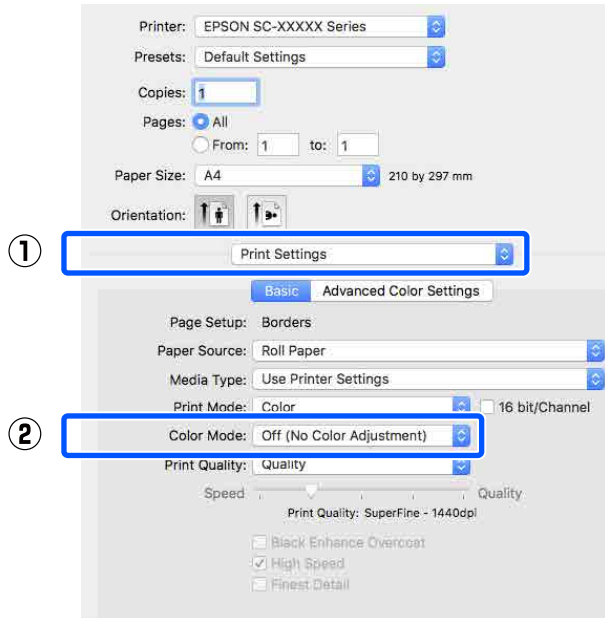 Printer: EPSON SC-XXXXX Series
Presets: Default Settings
Copies: 1
Pages: All
From: 1 to: 1
Paper Size: A4 210 by 297 mm
Orientation:
1 Print Settings
Basic Advanced Color Settings
Page Setup: Borders
Paper Source: Roll Paper
Media Type: Use Printer Settings
Print Mode: Color 16 bit/Channel
2 Color Mode: Off (No Color Adjustment)
Print Quality: Quality
Speed Quality
Print Quality: SuperFine - 1440dpi
Black Enhance Overcoat
High Speed
Finest Detail